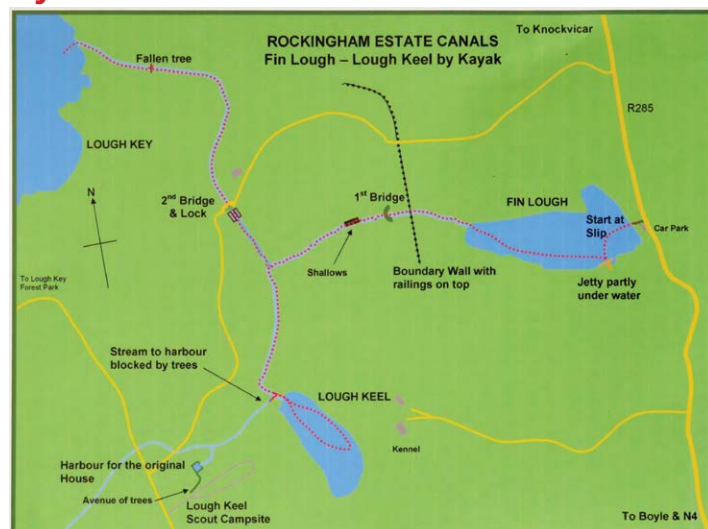 ROCKINGHAM ESTATE CANALS
Fin Lough – Lough Keel by Kayak
To Knockvicar
Fallen tree
R285
LOUGH KEY
N
2nd Bridge
& Lock
1st Bridge
FIN LOUGH
Start at
Slip
Car Park
Shallows
Boundary Wall with
railings on top
Jetty partly
under water
To Lough Key
Forest Park
Stream to harbour
blocked by trees
LOUGH KEEL
Kennel
Harbour for the original
House
Avenue of trees
Lough Keel
Scout Campsite
To Boyle & N4